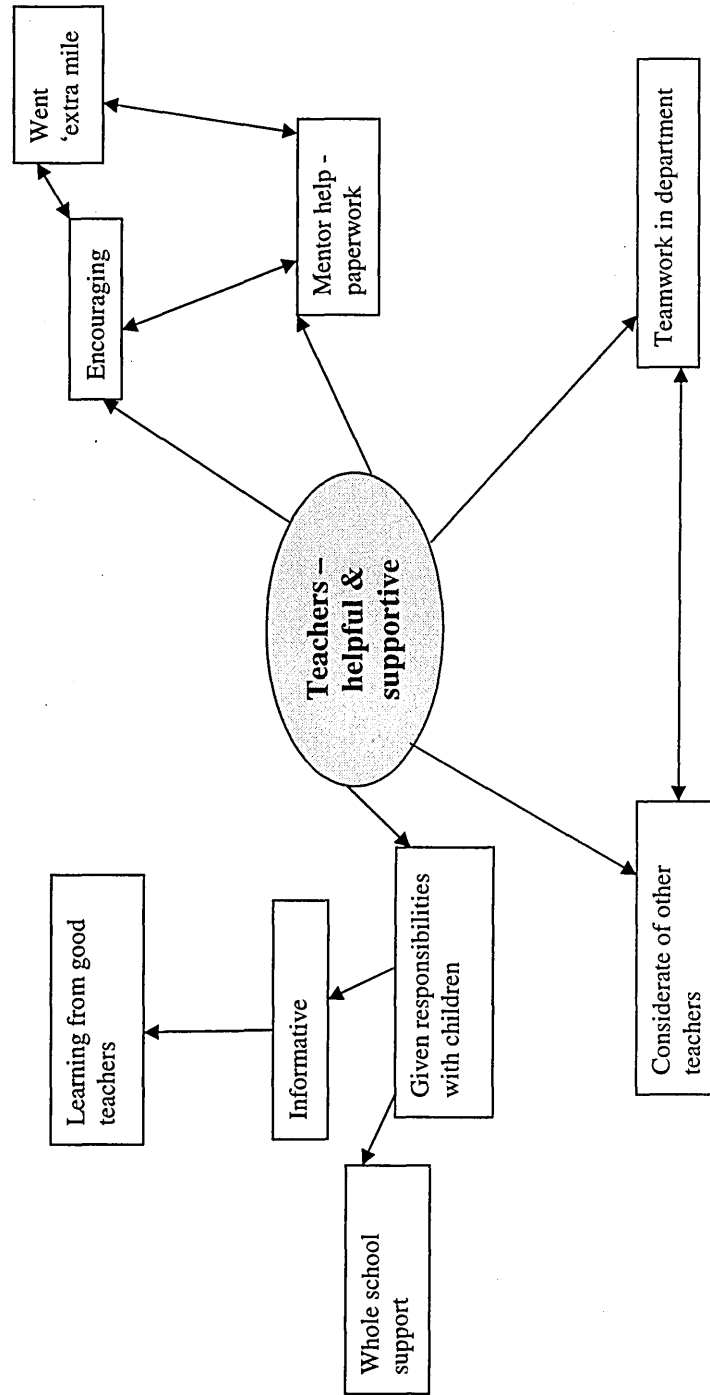 Went
‘extra mile
Encouraging
Mentor help -
paperwork
Teamwork in department
Teachers –
helpful &
supportive
Learning from good
teachers
Informative
Given responsibilities
with children
Considerate of other
teachers
Whole school
support